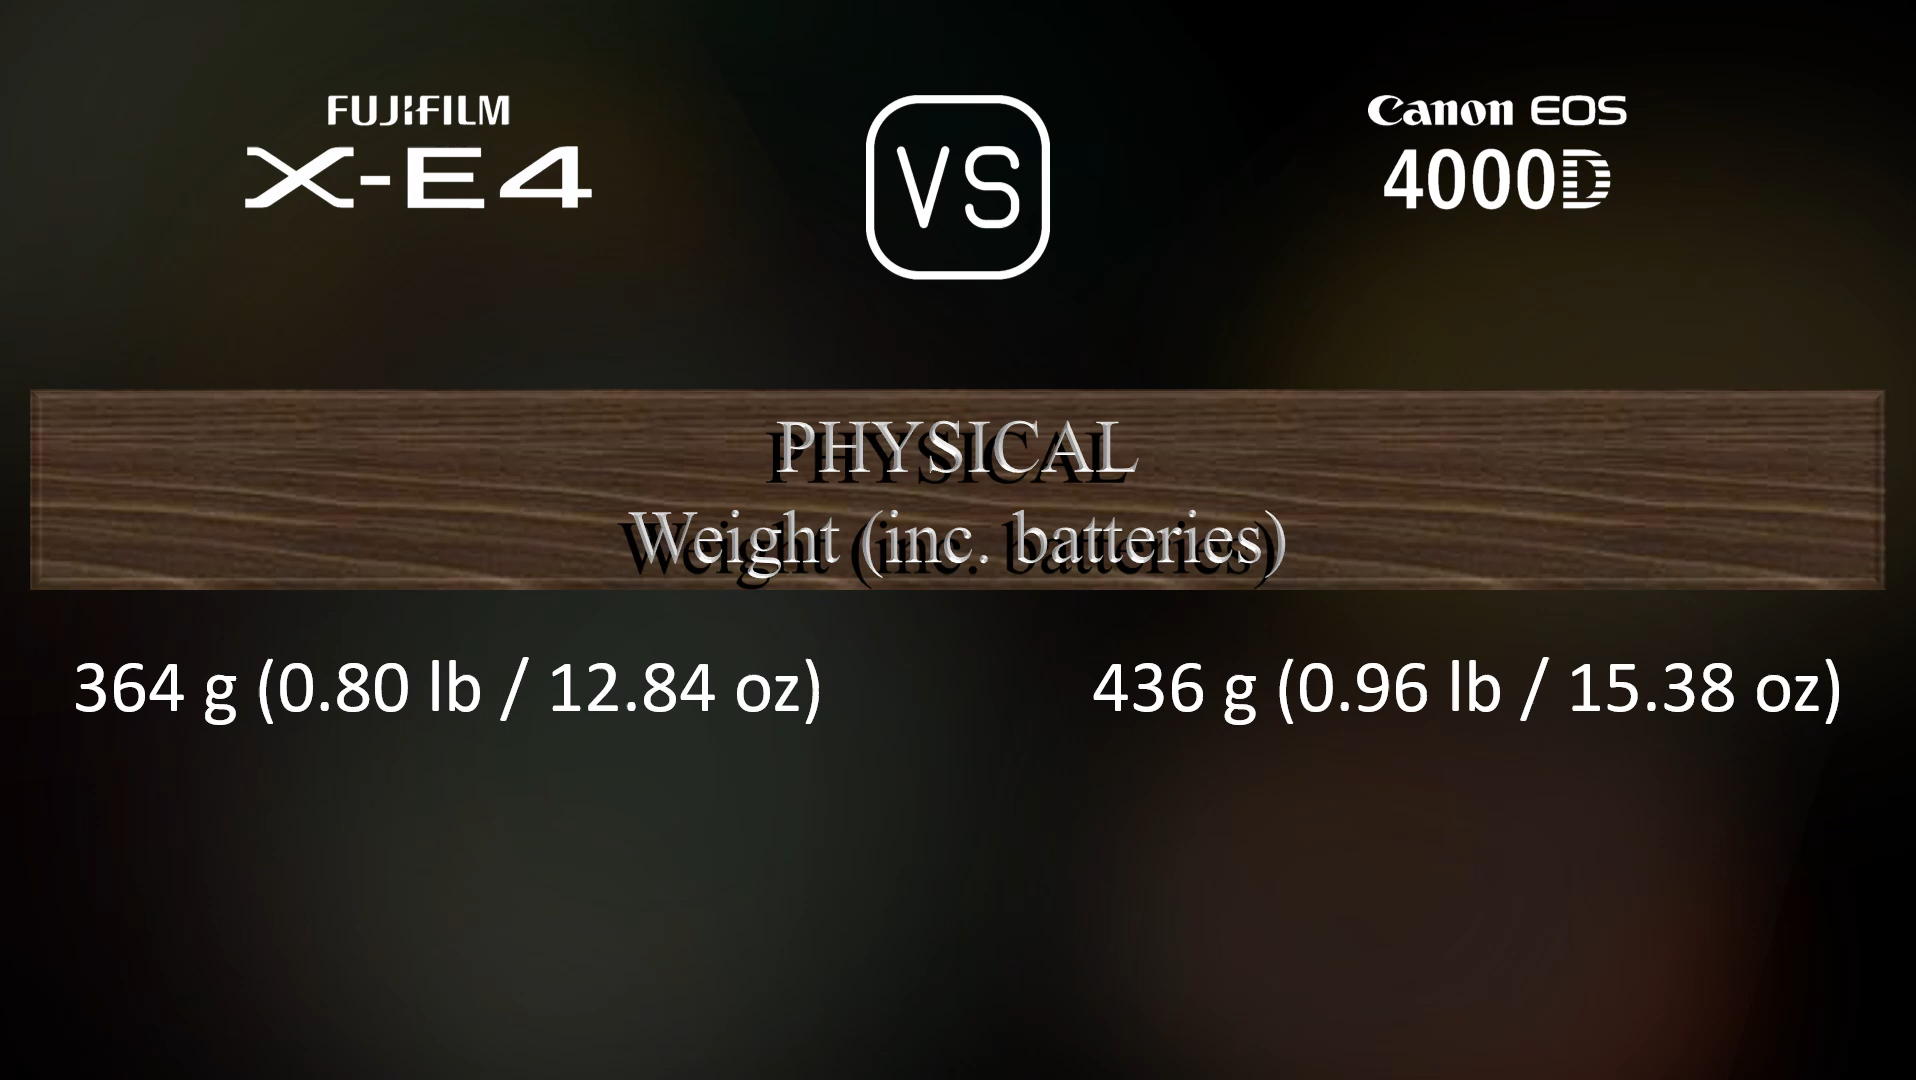 FUJIFILM
X-E4
VS
Canon EOS
4000D
PHYSICAL
Weight (inc. batteries)
364 g (0.80 lb / 12.84 oz)
436 g (0.96 lb / 15.38 oz)